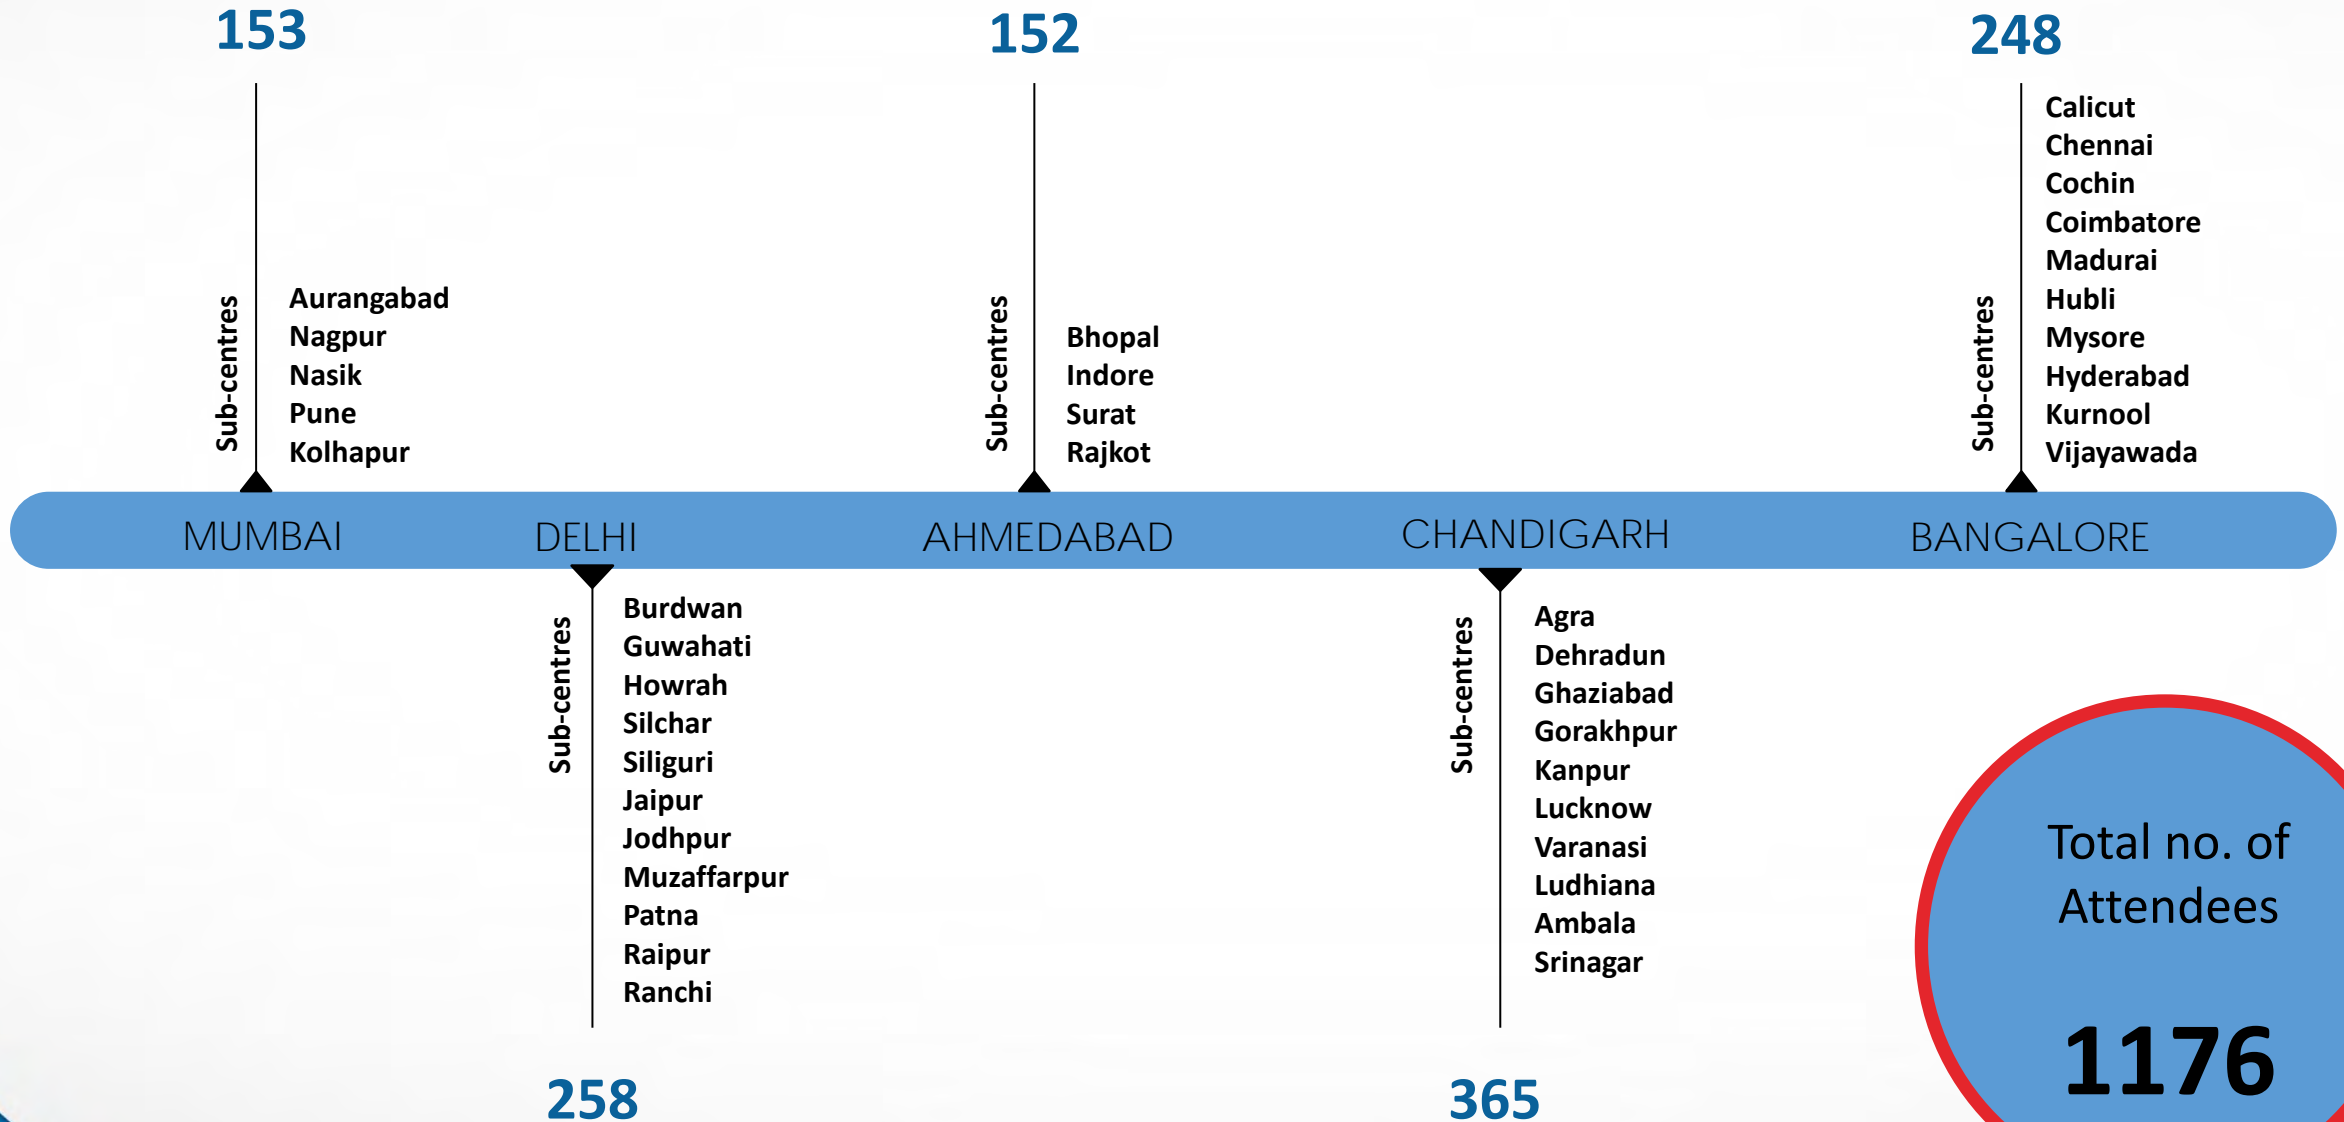 153
Sub-centres
Aurangabad
Nagpur
Nasik
Pune
Kolhapur
152
Sub-centres
Bhopal
Indore
Surat
Rajkot
248
Sub-centres
Calicut
Chennai
Cochin
Coimbatore
Madurai
Hubli
Mysore
Hyderabad
Kurnool
Vijayawada
MUMBAI
DELHI
AHMEDABAD
CHANDIGARH
BANGALORE
Sub-centres
Burdwan
Guwahati
Howrah
Silchar
Siliguri
Jaipur
Jodhpur
Muzaffarpur
Patna
Raipur
Ranchi
258
Sub-centres
Agra
Dehradun
Ghaziabad
Gorakhpur
Kanpur
Lucknow
Varanasi
Ludhiana
Ambala
Srinagar
365
Total no. of
Attendees
1176